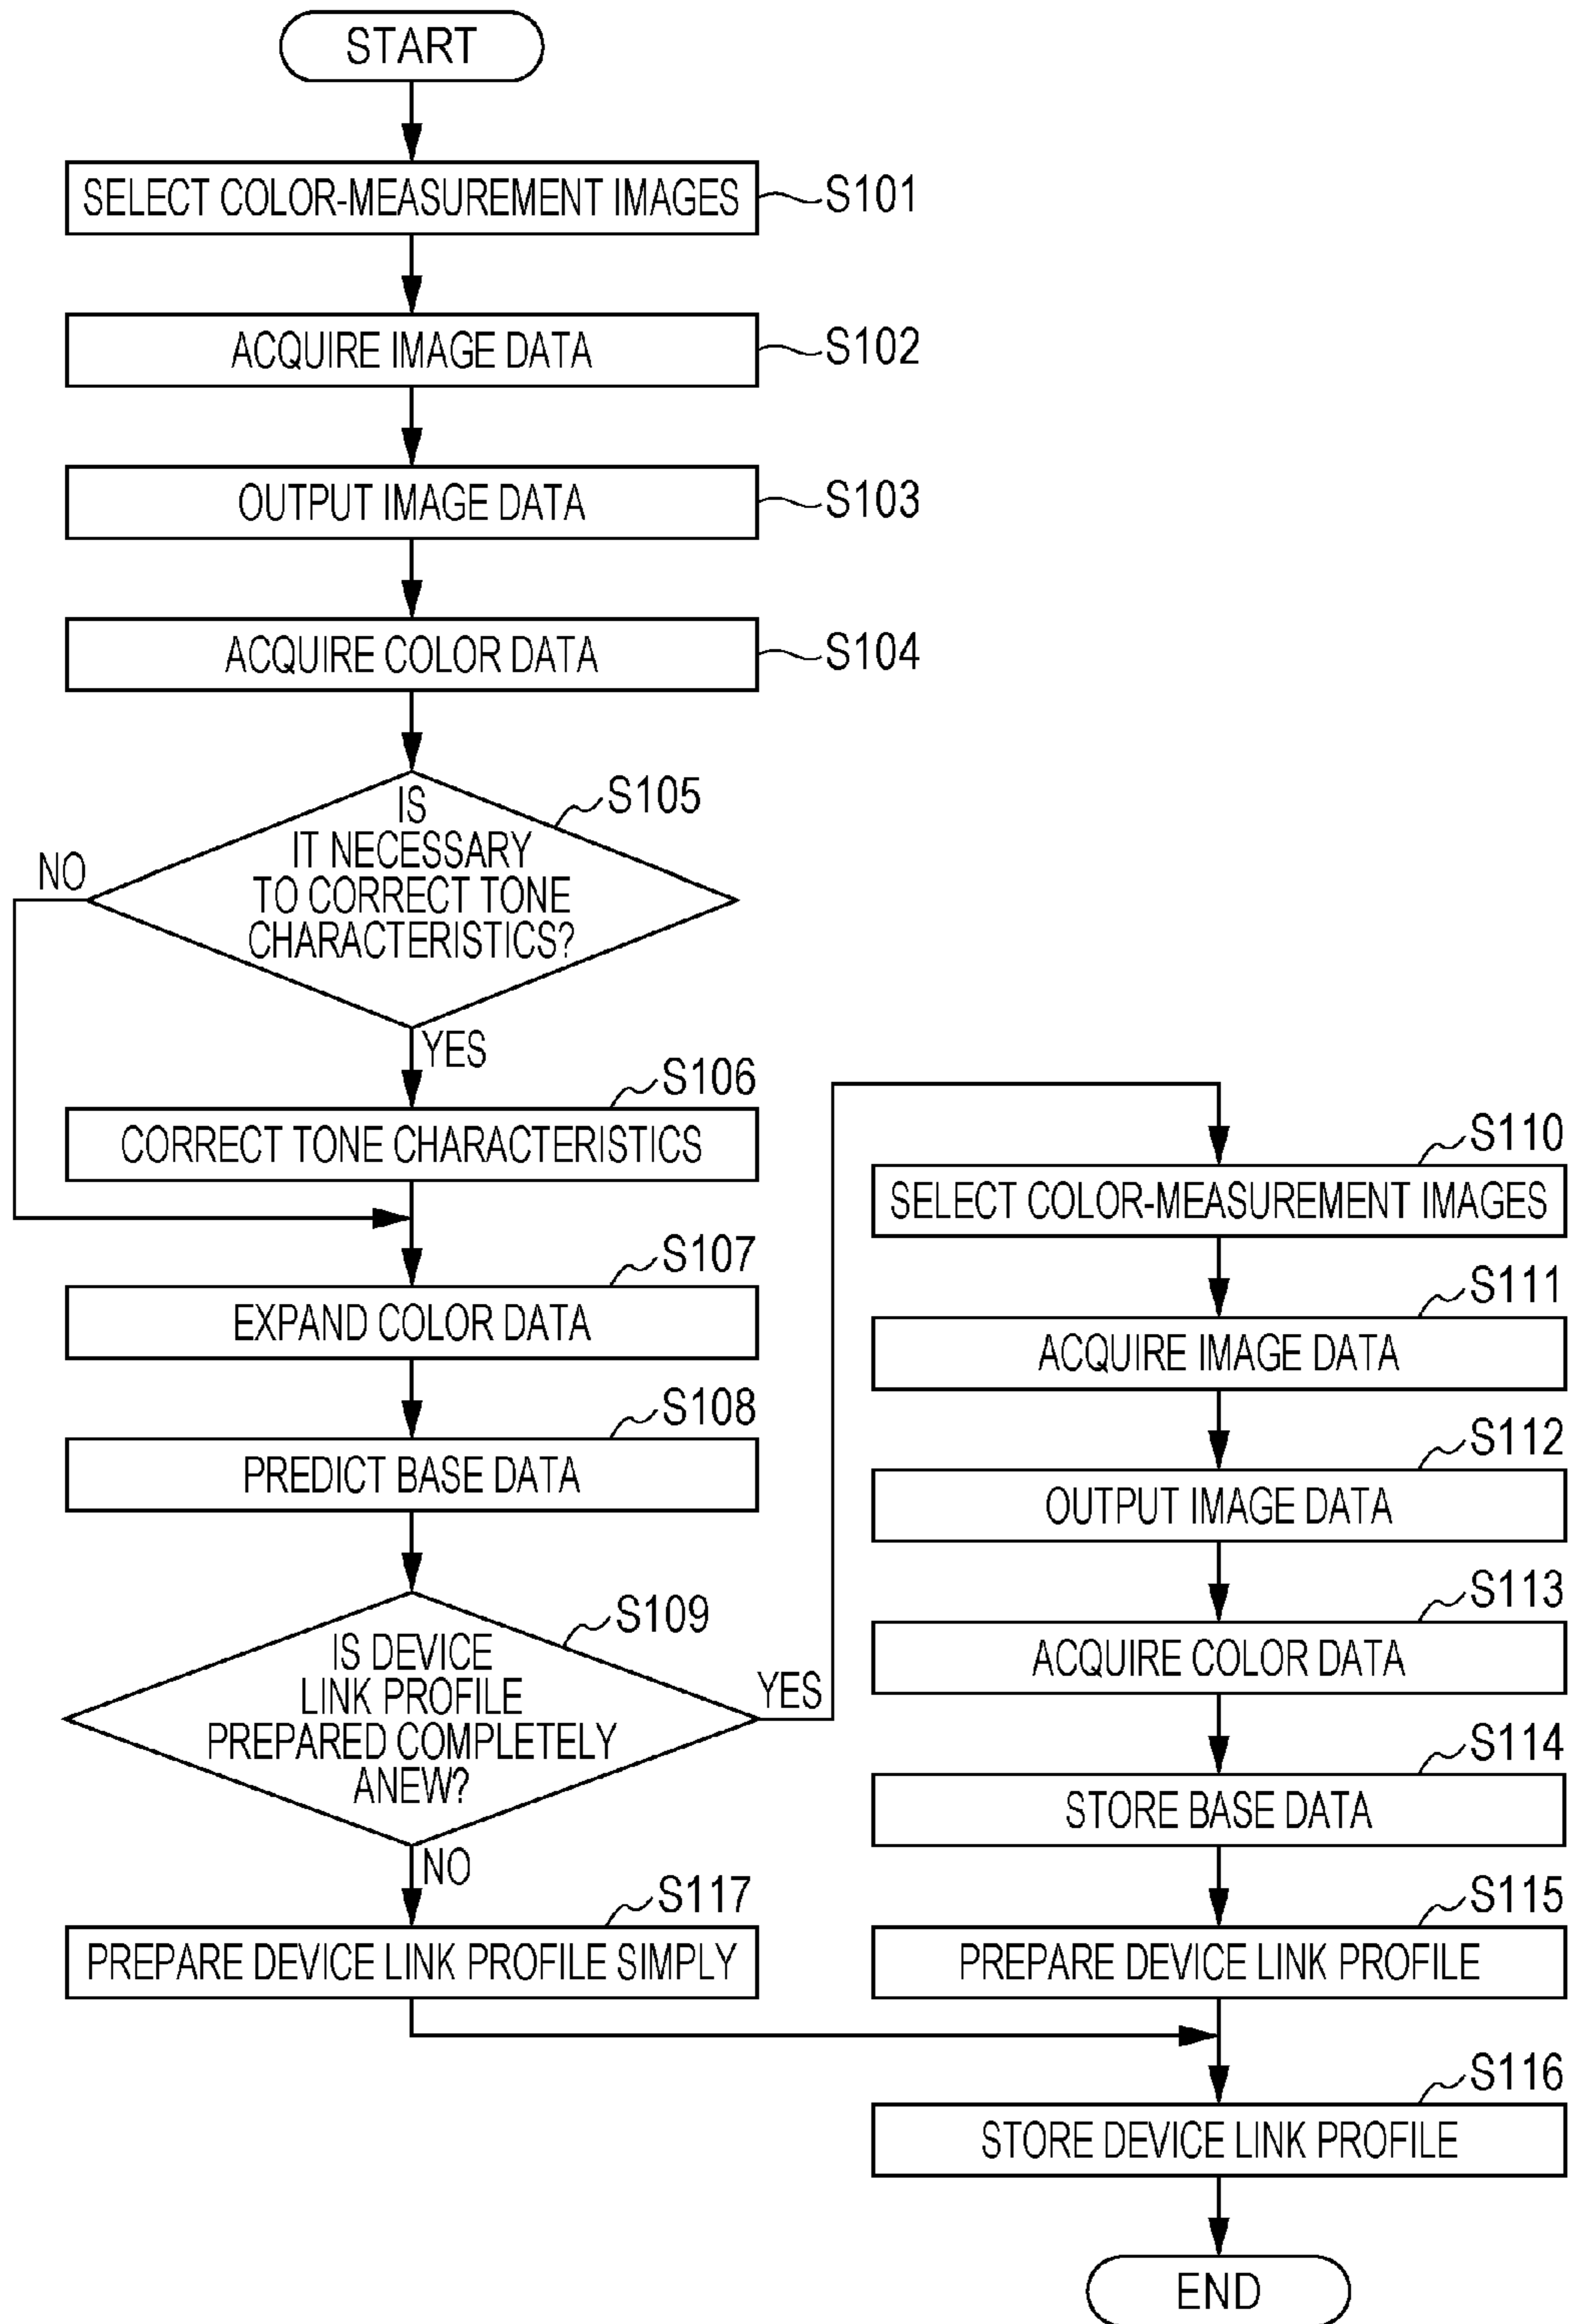 START
SELECT COLOR-MEASUREMENT IMAGES
S101
ACQUIRE IMAGE DATA
S102
OUTPUT IMAGE DATA
S103
ACQUIRE COLOR DATA
S104
IS
IT NECESSARY
TO CORRECT TONE
CHARACTERISTICS?
S105
NO
YES
S106
CORRECT TONE CHARACTERISTICS
S107
EXPAND COLOR DATA
S108
PREDICT BASE DATA
S109
IS DEVICE
LINK PROFILE
PREPARED COMPLETELY
ANEW?
YES
NO
S117
PREPARE DEVICE LINK PROFILE SIMPLY
S110
SELECT COLOR-MEASUREMENT IMAGES
S111
ACQUIRE IMAGE DATA
S112
OUTPUT IMAGE DATA
S113
ACQUIRE COLOR DATA
S114
STORE BASE DATA
S115
PREPARE DEVICE LINK PROFILE
S116
STORE DEVICE LINK PROFILE
END